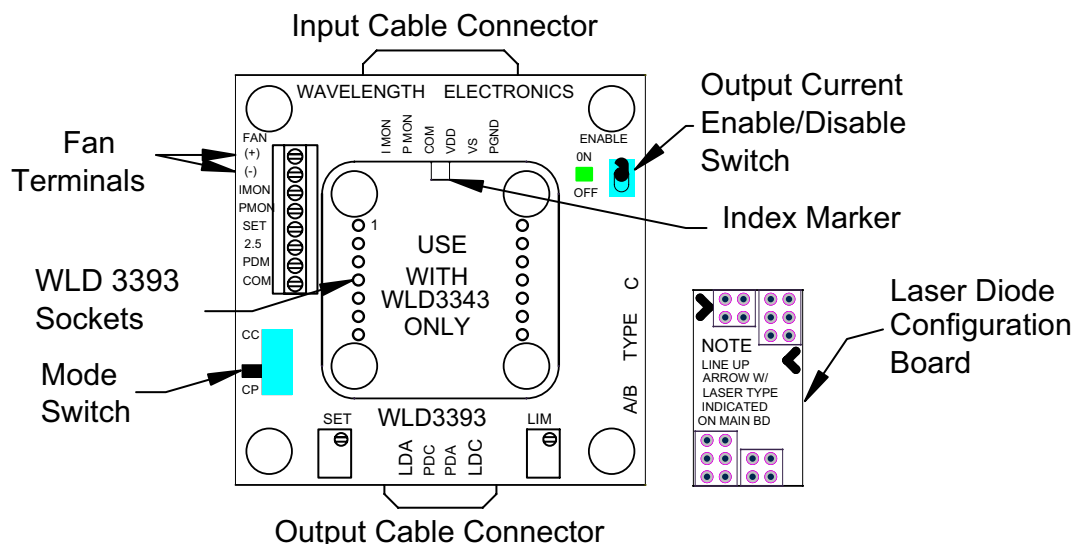 Input Cable Connector
WAVELENGTH ELECTRONICS
I MON
P MON
COM
VDD
VS
PGND
Output Current
Enable/Disable
Switch
ENABLE
ON
OFF
Fan
Terminals
FAN
(+)
(-)
IMON
PMON
SET
2.5
PDM
COM
Index Marker
1
USE
WITH
WLD3343
ONLY
WLD 3393
Sockets
A/B TYPE C
Laser Diode
Configuration
Board
NOTE
LINE UP
ARROW W/
LASER TYPE
INDICATED
ON MAIN BD
CC
CP
Mode
Switch
SET
WLD3393
LIM
LDA
PDC
PDA
LDC
Output Cable Connector